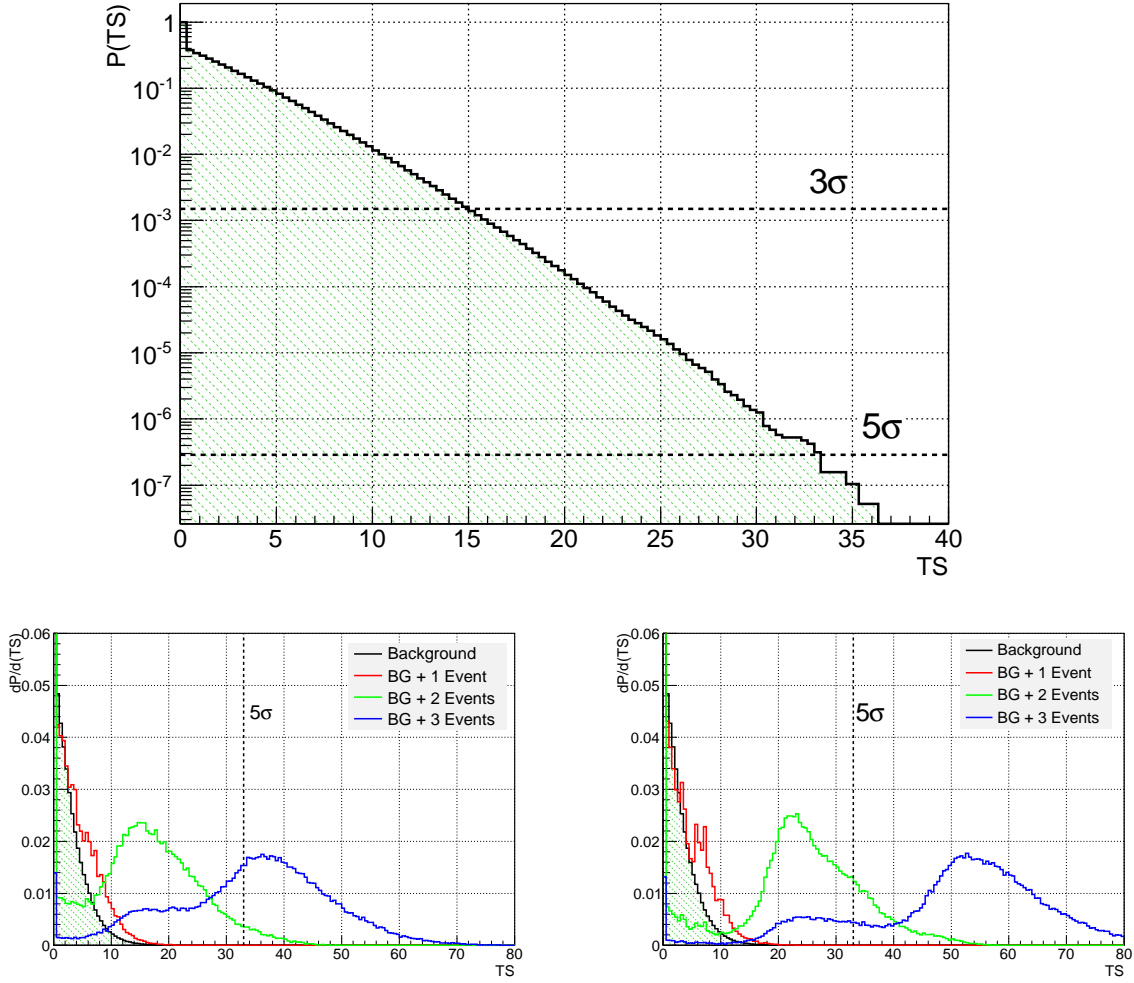 P(TS)
1
10⁻¹
10⁻²
10⁻³
10⁻⁴
10⁻⁵
10⁻⁶
10⁻⁷
3σ
5σ
0 5 10 15 20 25 30 35 40
TS
dP/d(TS)
0.06
0.05
0.04
0.03
0.02
0.01
0
Background
BG + 1 Event
BG + 2 Events
BG + 3 Events
5σ
0 10 20 30 40 50 60 70 80
TS
dP/d(TS)
0.06
0.05
0.04
0.03
0.02
0.01
0
Background
BG + 1 Event
BG + 2 Events
BG + 3 Events
5σ
0 10 20 30 40 50 60 70 80
TS